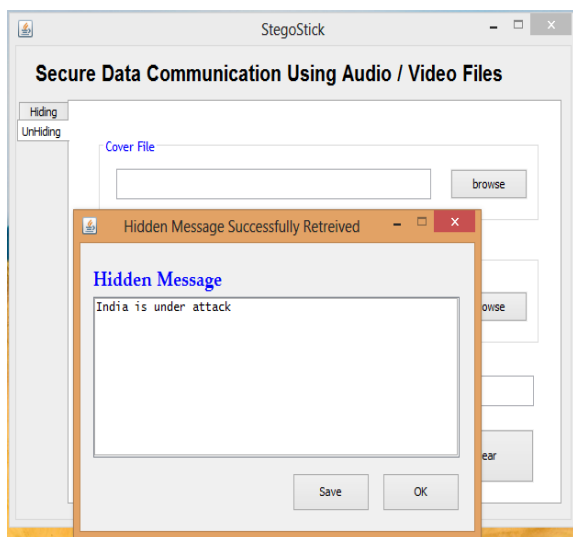 StegoStick
Secure Data Communication Using Audio / Video Files
Hiding
UnHiding
Cover File
browse
Hidden Message Successfully Retreived
Hidden Message
India is under attack
owse
ear
Save
OK